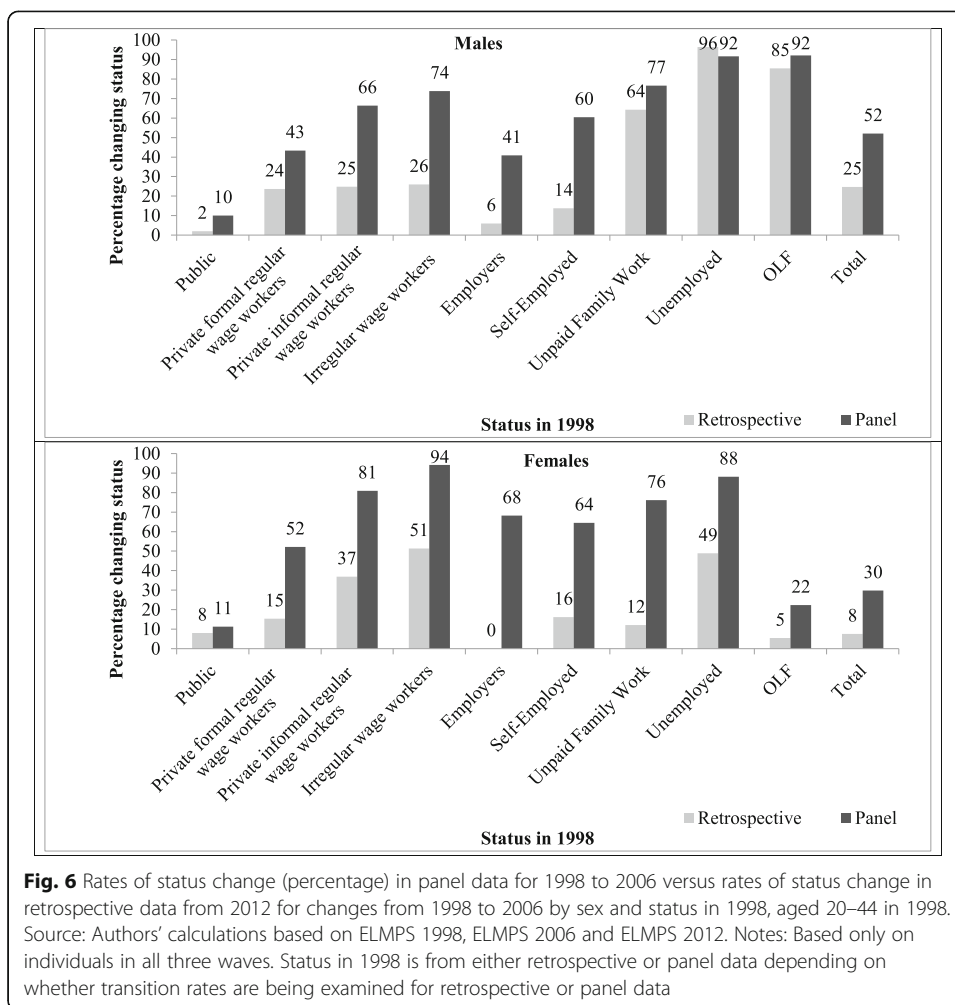 Males
Percentage changing status
100
90
80
70
60
50
40
30
20
10
0
2 10
24 43
25 66
26 74
6 41
14 60
64 77
96 92
85 92
25 52
Public
Private formal regular
wage workers
Private informal regular
wage workers
Irregular wage workers
Employers
Self-Employed
Unpaid Family Work
Unemployed
OLF
Total
Status in 1998
Retrospective Panel
Females
Percentage changing status
100
90
80
70
60
50
40
30
20
10
0
8 11
15 52
37 81
51 94
0 68
16 64
12 76
49 88
5 22
8 30
Public
Private formal regular
wage workers
Private informal regular
wage workers
Irregular wage workers
Employers
Self-Employed
Unpaid Family Work
Unemployed
OLF
Total
Status in 1998
Retrospective Panel
Fig. 6 Rates of status change (percentage) in panel data for 1998 to 2006 versus rates of status change in
retrospective data from 2012 for changes from 1998 to 2006 by sex and status in 1998, aged 20–44 in 1998.
Source: Authors' calculations based on ELMPS 1998, ELMPS 2006 and ELMPS 2012. Notes: Based only on
individuals in all three waves. Status in 1998 is from either retrospective or panel data depending on
whether transition rates are being examined for retrospective or panel data